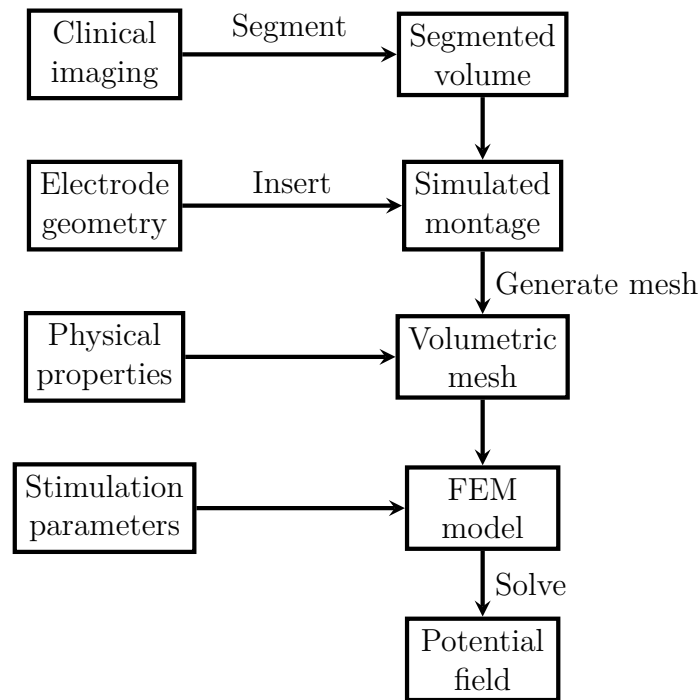 Clinical
imaging
Segment
Segmented
volume
Electrode
geometry
Insert
Simulated
montage
Generate mesh
Physical
properties
Volumetric
mesh
Stimulation
parameters
FEM
model
Solve
Potential
field